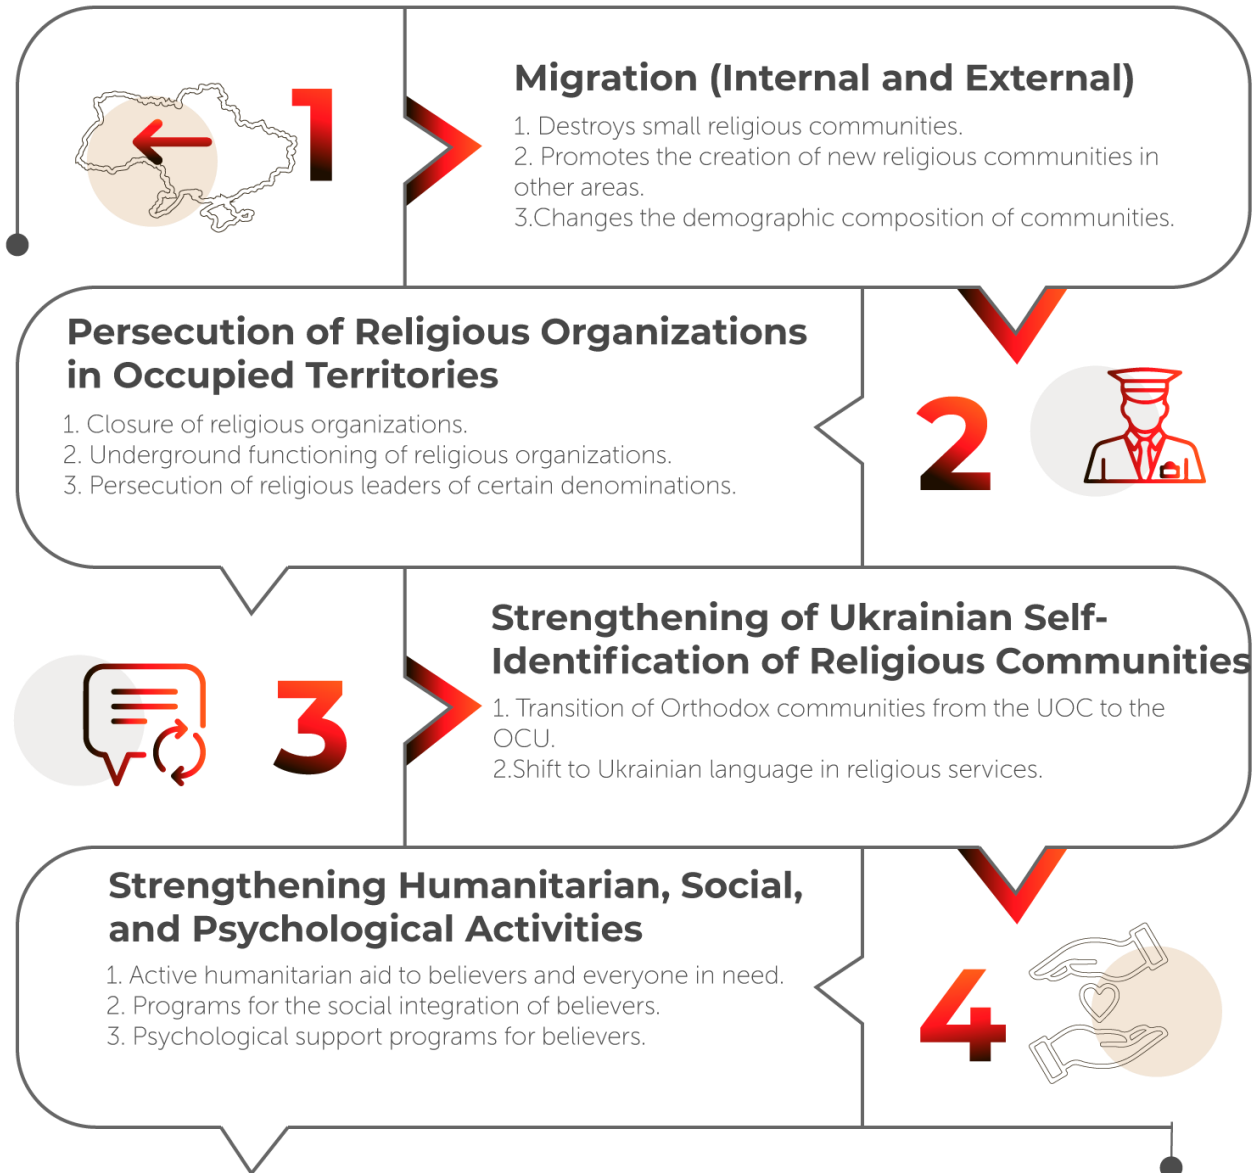 1
Migration (Internal and External)
1. Destroys small religious communities.
2. Promotes the creation of new religious communities in
other areas.
3.Changes the demographic composition of communities.
Persecution of Religious Organizations
in Occupied Territories
1. Closure of religious organizations.
2. Underground functioning of religious organizations.
3. Persecution of religious leaders of certain denominations.
2
3
Strengthening of Ukrainian Self-
Identification of Religious Communities
1. Transition of Orthodox communities from the UOC to the
OCU.
2.Shift to Ukrainian language in religious services.
Strengthening Humanitarian, Social,
and Psychological Activities
1. Active humanitarian aid to believers and everyone in need.
2. Programs for the social integration of believers.
3. Psychological support programs for believers.
4